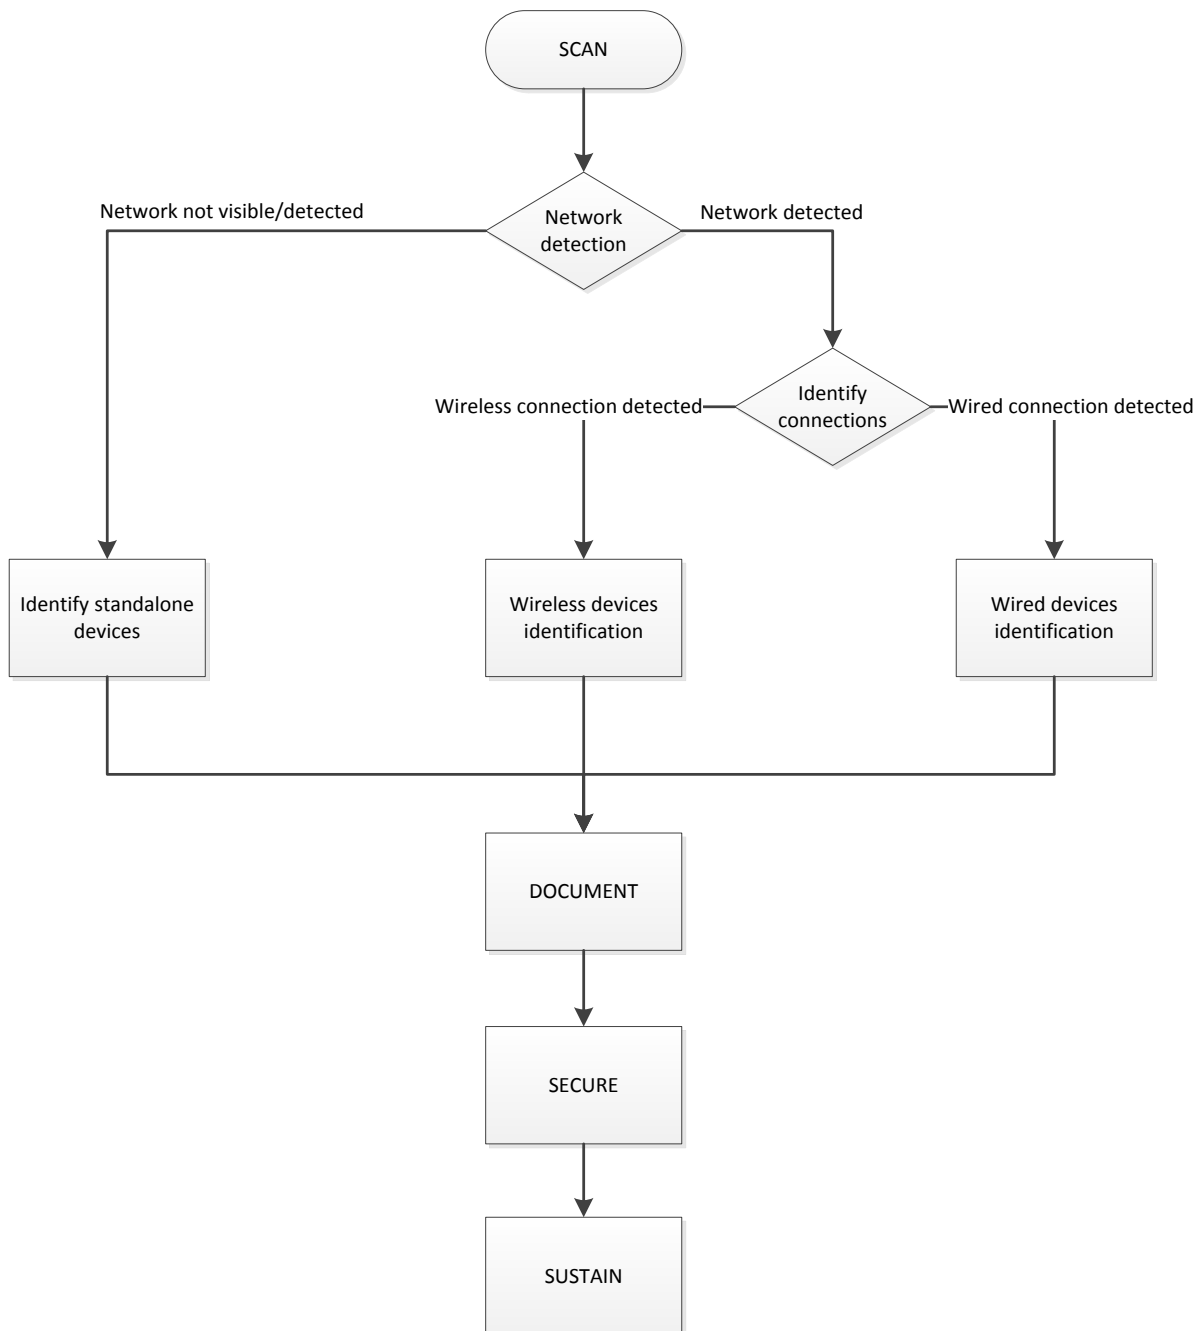 SCAN
Network not visible/detected
Network
detection
Network detected
Wireless connection detected
Identify
connections
Wired connection detected
Identify standalone
devices
Wireless devices
identification
Wired devices
identification
DOCUMENT
SECURE
SUSTAIN